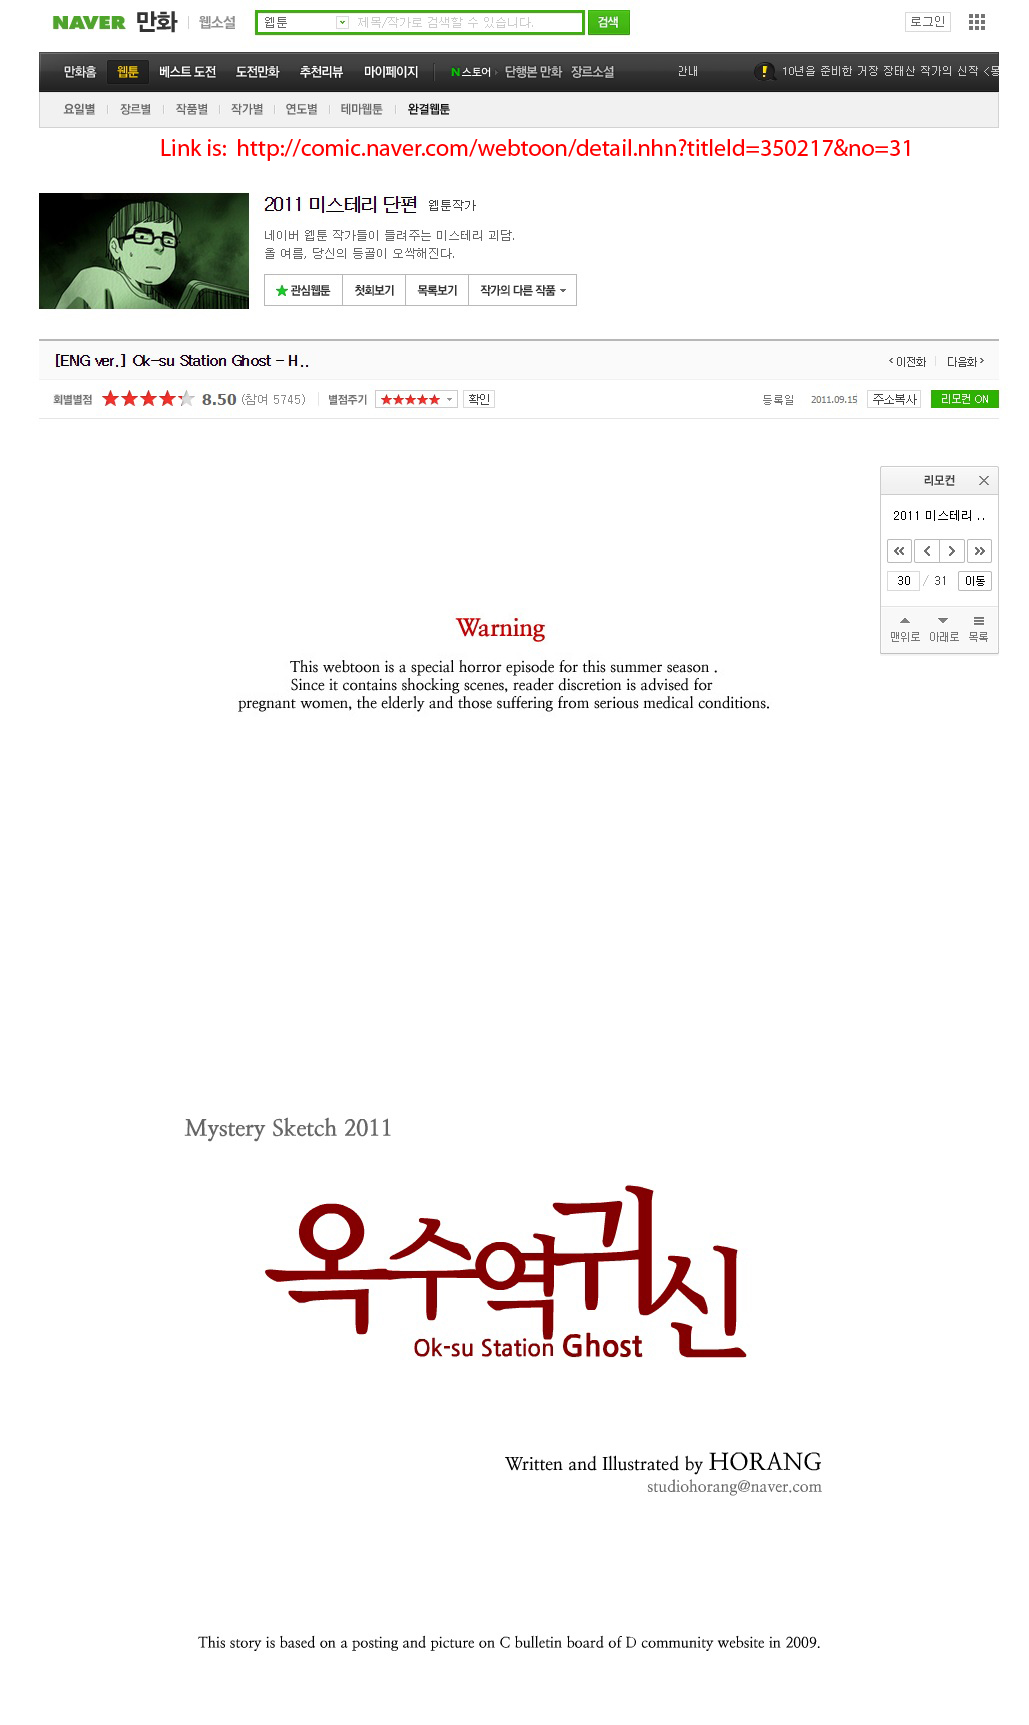 NAVER 만화 웹소설 웹툰 제목/작가로 검색할 수 있습니다. 검색 로그인
만화홈 웹툰 베스트 도전 도전만화 추천리뷰 마이페이지 N스토어 단행본 만화 장르소설 안내 10년을 준비한 거장 장태산 작가의 신작 <몽
요일별 장르별 작품별 작가별 연도별 테마웹툰 완결웹툰
Link is: http://comic.naver.com/webtoon/detail.nhn?titleId=350217&no=31
2011 미스테리 단편 웹툰작가
네이버 웹툰 작가들이 들려주는 미스테리 괴담.
올 여름, 당신의 등골이 오싹해진다.
관심웹툰 첫회보기 목록보기 작가의 다른 작품
[ENG ver.] Ok-su Station Ghost - H..
이전화 다음화
회별별점 8.50 (참여 5745) 별점주기 확인 등록일 2011.09.15 주소복사 리모컨 ON
리모컨
2011 미스테리 ..
30 / 31 이동
맨위로 아래로 목록
Warning
This webtoon is a special horror episode for this summer season .
Since it contains shocking scenes, reader discretion is advised for
pregnant women, the elderly and those suffering from serious medical conditions.
Mystery Sketch 2011
옥수역귀신
Ok-su Station Ghost
Written and Illustrated by HORANG
studiohorang@naver.com
This story is based on a posting and picture on C bulletin board of D community website in 2009.